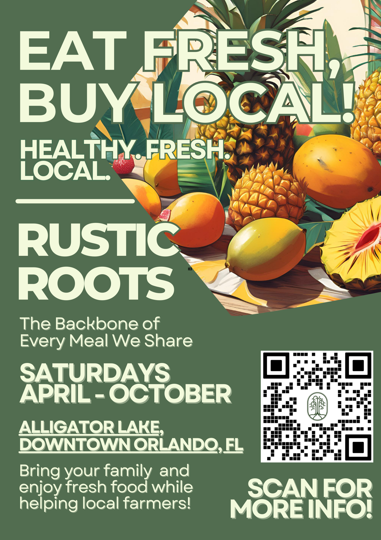 EAT FRESH,
BUY LOCAL!
HEALTHY. FRESH.
LOCAL.
RUSTIC
ROOTS
The Backbone of
Every Meal We Share
SATURDAYS
APRIL - OCTOBER
ALLIGATOR LAKE,
DOWNTOWN ORLANDO, FL
Bring your family and
enjoy fresh food while
helping local farmers!
SCAN FOR
MORE INFO!